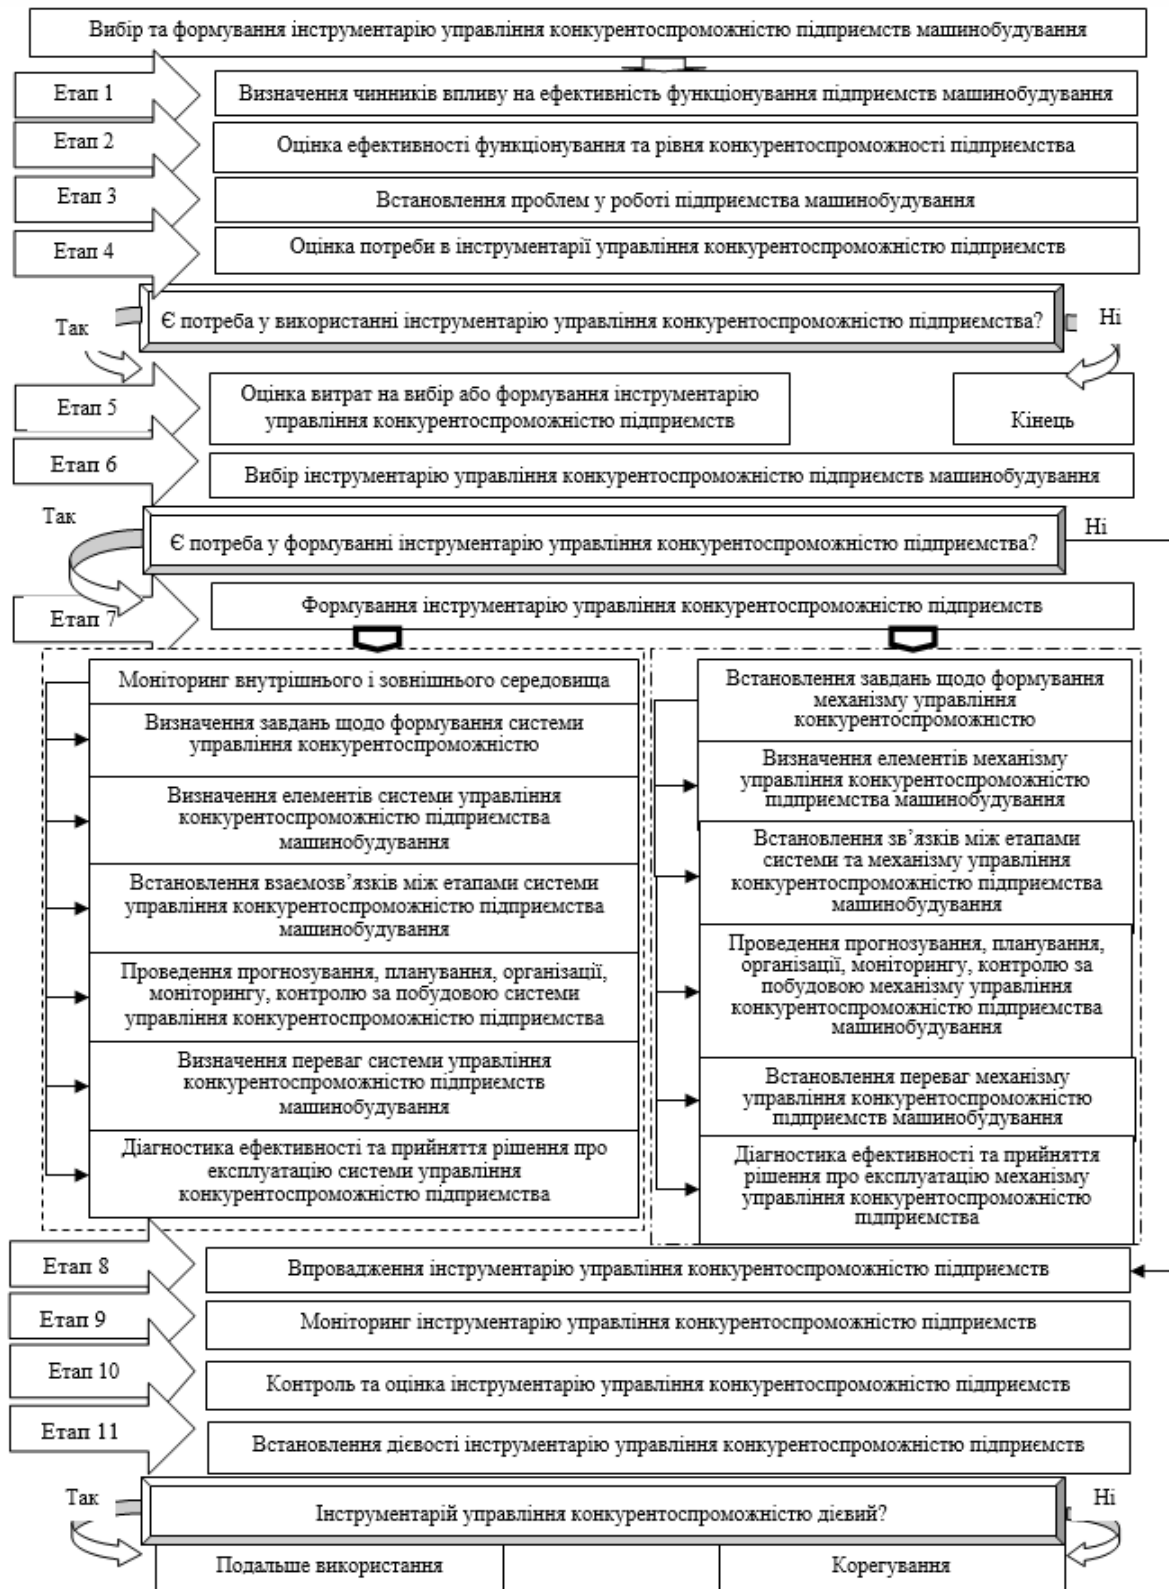 Вибір та формування інструментарію управління конкурентоспроможністю підприємств машинобудування
Етап 1
Визначення чинників впливу на ефективність функціонування підприємств машинобудування
Етап 2
Оцінка ефективності функціонування та рівня конкурентоспроможності підприємства
Етап 3
Встановлення проблем у роботі підприємства машинобудування
Етап 4
Оцінка потреби в інструментарії управління конкурентоспроможністю підприємств
Є потреба у використанні інструментарію управління конкурентоспроможністю підприємства?
Так
Ні
Етап 5
Оцінка витрат на вибір або формування інструментарію
управління конкурентоспроможністю підприємств
Кінець
Етап 6
Вибір інструментарію управління конкурентоспроможністю підприємств машинобудування
Так
Є потреба у формуванні інструментарію управління конкурентоспроможністю підприємства?
Ні
Етап 7
Формування інструментарію управління конкурентоспроможністю підприємств
Моніторинг внутрішнього і зовнішнього середовища
Визначення завдань щодо формування системи
управління конкурентоспроможністю
Визначення елементів системи управління
конкурентоспроможністю підприємства
машинобудування
Встановлення взаємозв’язків між етапами системи
управління конкурентоспроможністю підприємства
машинобудування
Проведення прогнозування, планування, організації,
моніторингу, контролю за побудовою системи
управління конкурентоспроможністю підприємства
Визначення переваг системи управління
конкурентоспроможністю підприємств
машинобудування
Діагностика ефективності та прийняття рішення про
експлуатацію системи управління
конкурентоспроможністю підприємства
Встановлення завдань щодо формування
механізму управління
конкурентоспроможністю
Визначення елементів механізму
управління конкурентоспроможністю
підприємства машинобудування
Встановлення зв’язків між етапами
системи та механізму управління
конкурентоспроможністю підприємства
машинобудування
Проведення прогнозування, планування,
організації, моніторингу, контролю за
побудовою механізму управління
конкурентоспроможністю підприємства
машинобудування
Встановлення переваг механізму
управління конкурентоспроможністю
підприємств машинобудування
Діагностика ефективності та прийняття
рішення про експлуатацію механізму
управління конкурентоспроможністю
підприємства
Етап 8
Впровадження інструментарію управління конкурентоспроможністю підприємств
Етап 9
Моніторинг інструментарію управління конкурентоспроможністю підприємств
Етап 10
Контроль та оцінка інструментарію управління конкурентоспроможністю підприємств
Етап 11
Встановлення дієвості інструментарію управління конкурентоспроможністю підприємств
Так
Інструментарій управління конкурентоспроможністю дієвий?
Ні
Подальше використання
Корегування